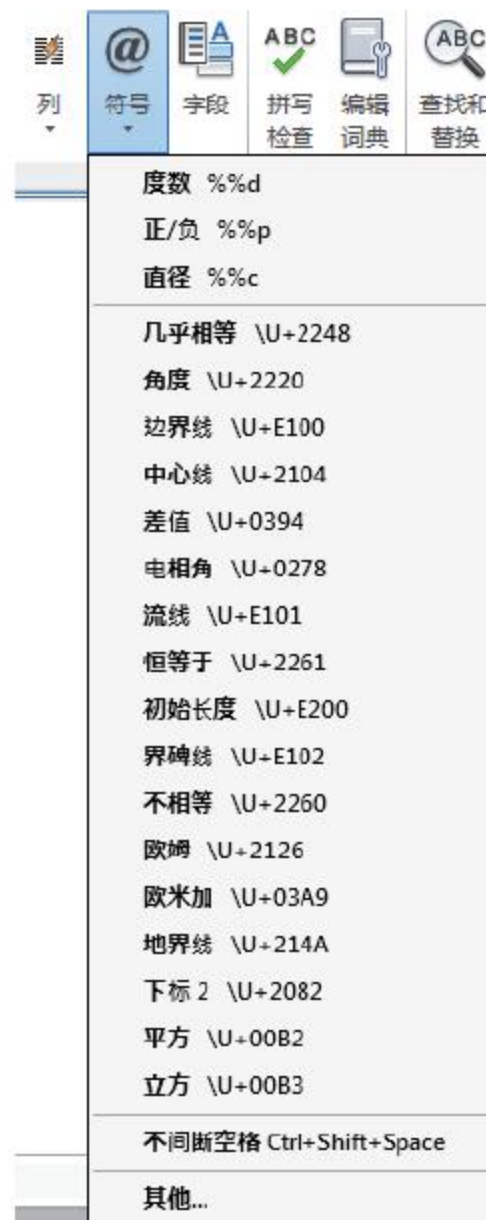 列
@
符号
A
字段
ABC
拼写
检查
编辑
词典
ABC
查找和
替换
度数 %%d
正/负 %%p
直径 %%c
几乎相等 \U+2248
角度 \U+2220
边界线 \U+E100
中心线 \U+2104
差值 \U+0394
电相角 \U+0278
流线 \U+E101
恒等于 \U+2261
初始长度 \U+E200
界碑线 \U+E102
不相等 \U+2260
欧姆 \U+2126
欧米加 \U+03A9
地界线 \U+214A
下标 2 \U+2082
平方 \U+00B2
立方 \U+00B3
不间断空格 Ctrl+Shift+Space
其他...